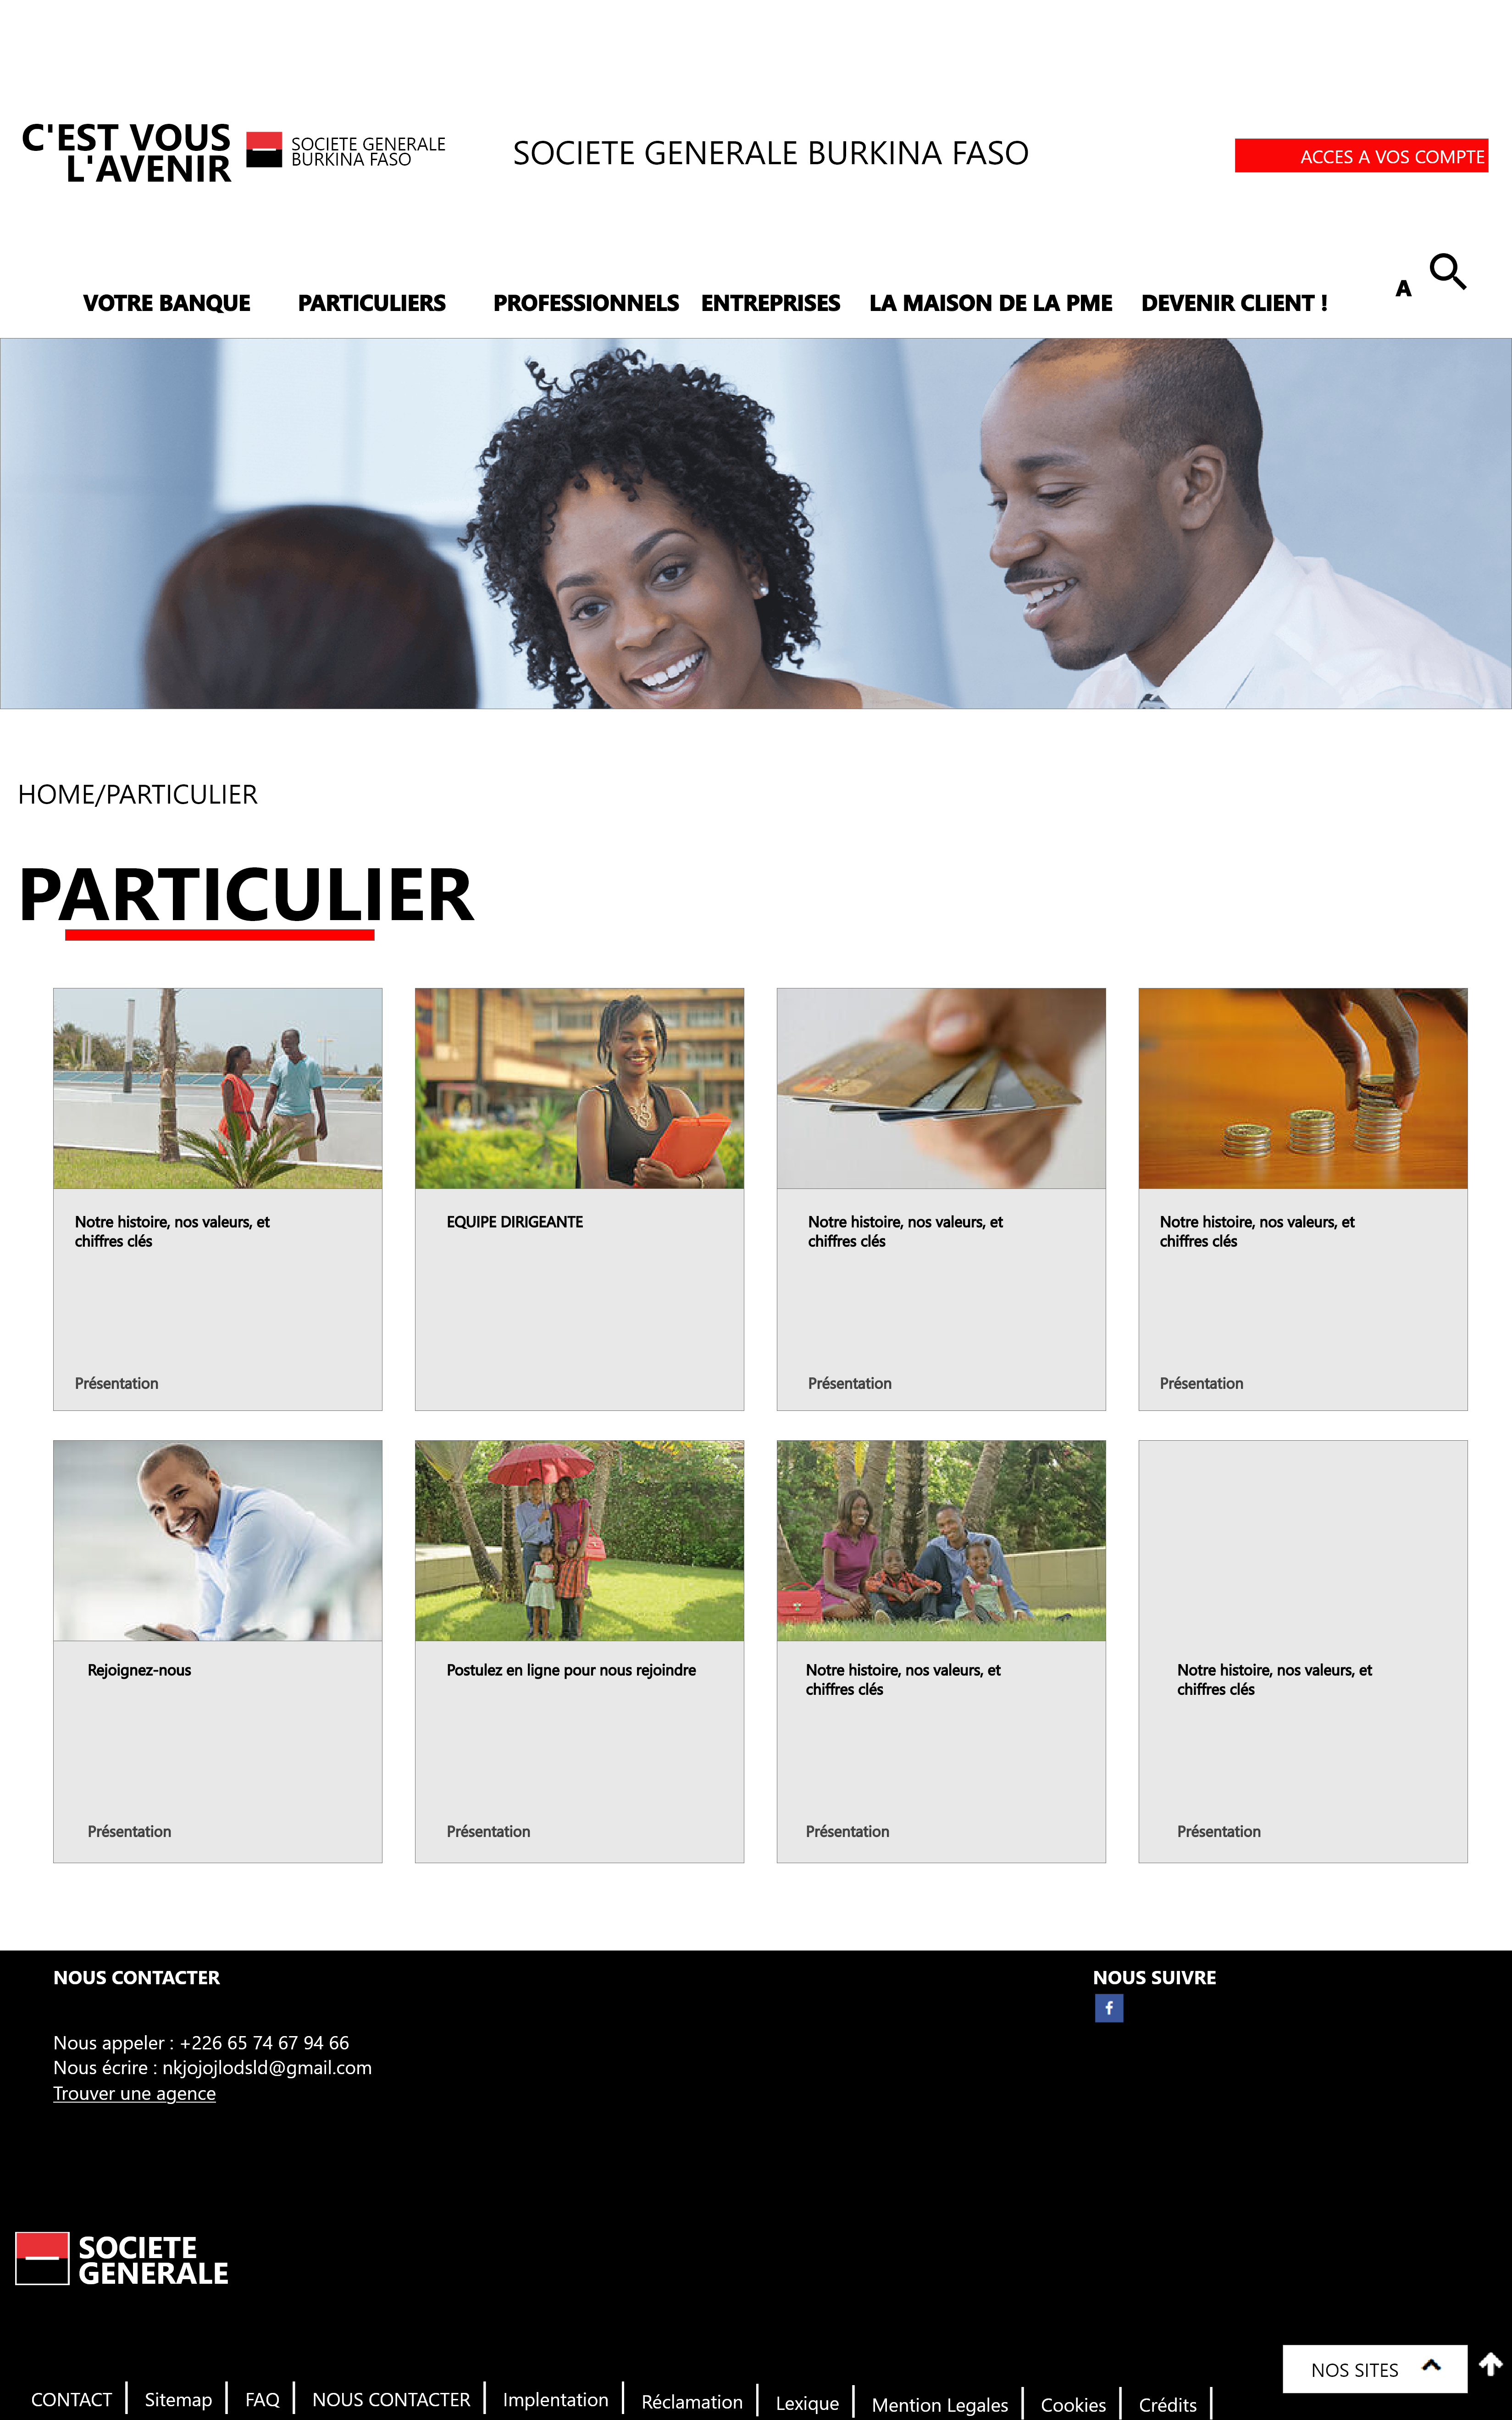 C'EST VOUS
L'AVENIR
SOCIETE GENERALE
BURKINA FASO
SOCIETE GENERALE BURKINA FASO
ACCES A VOS COMPTE
VOTRE BANQUE
PARTICULIERS
PROFESSIONNELS
ENTREPRISES
LA MAISON DE LA PME
DEVENIR CLIENT !
A
HOME/PARTICULIER
PARTICULIER
Notre histoire, nos valeurs, et
chiffres clés
Présentation
EQUIPE DIRIGEANTE
Notre histoire, nos valeurs, et
chiffres clés
Présentation
Notre histoire, nos valeurs, et
chiffres clés
Présentation
Rejoignez-nous
Présentation
Postulez en ligne pour nous rejoindre
Présentation
Notre histoire, nos valeurs, et
chiffres clés
Présentation
Notre histoire, nos valeurs, et
chiffres clés
Présentation
NOUS CONTACTER
Nous appeler : +226 65 74 67 94 66
Nous écrire : nkjojojlodsld@gmail.com
Trouver une agence
NOUS SUIVRE
f
SOCIETE
GENERALE
NOS SITES
CONTACT
Sitemap
FAQ
NOUS CONTACTER
Implentation
Réclamation
Lexique
Mention Legales
Cookies
Crédits